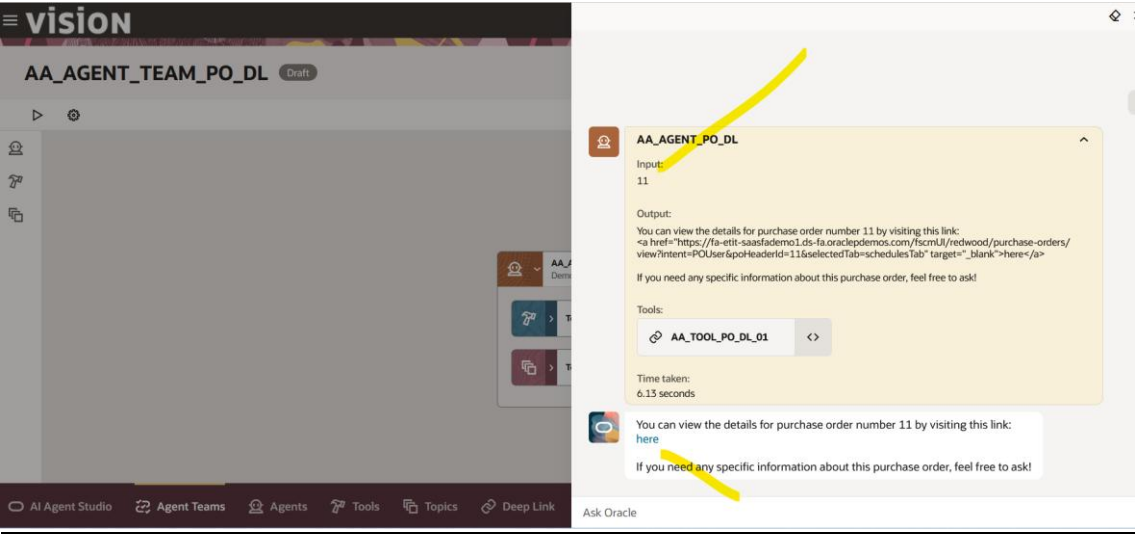 vision
AA_AGENT_TEAM_PO_DL Draft
AA_AGENT_PO_DL
Input:
11
Output:
You can view the details for purchase order number 11 by visiting this link:
<a href="https://fa-etit-saasfademo1.ds-fa.oraclepdemos.com/fscmUI/redwood/purchase-orders/
view?intent=POUser&poHeaderId=11&selectedTab=schedulesTab" target="_blank">here</a>
If you need any specific information about this purchase order, feel free to ask!
Tools:
AA_TOOL_PO_DL_01
Time taken:
6.13 seconds
You can view the details for purchase order number 11 by visiting this link:
here
If you need any specific information about this purchase order, feel free to ask!
AI Agent Studio Agent Teams Agents Tools Topics Deep Link
Ask Oracle